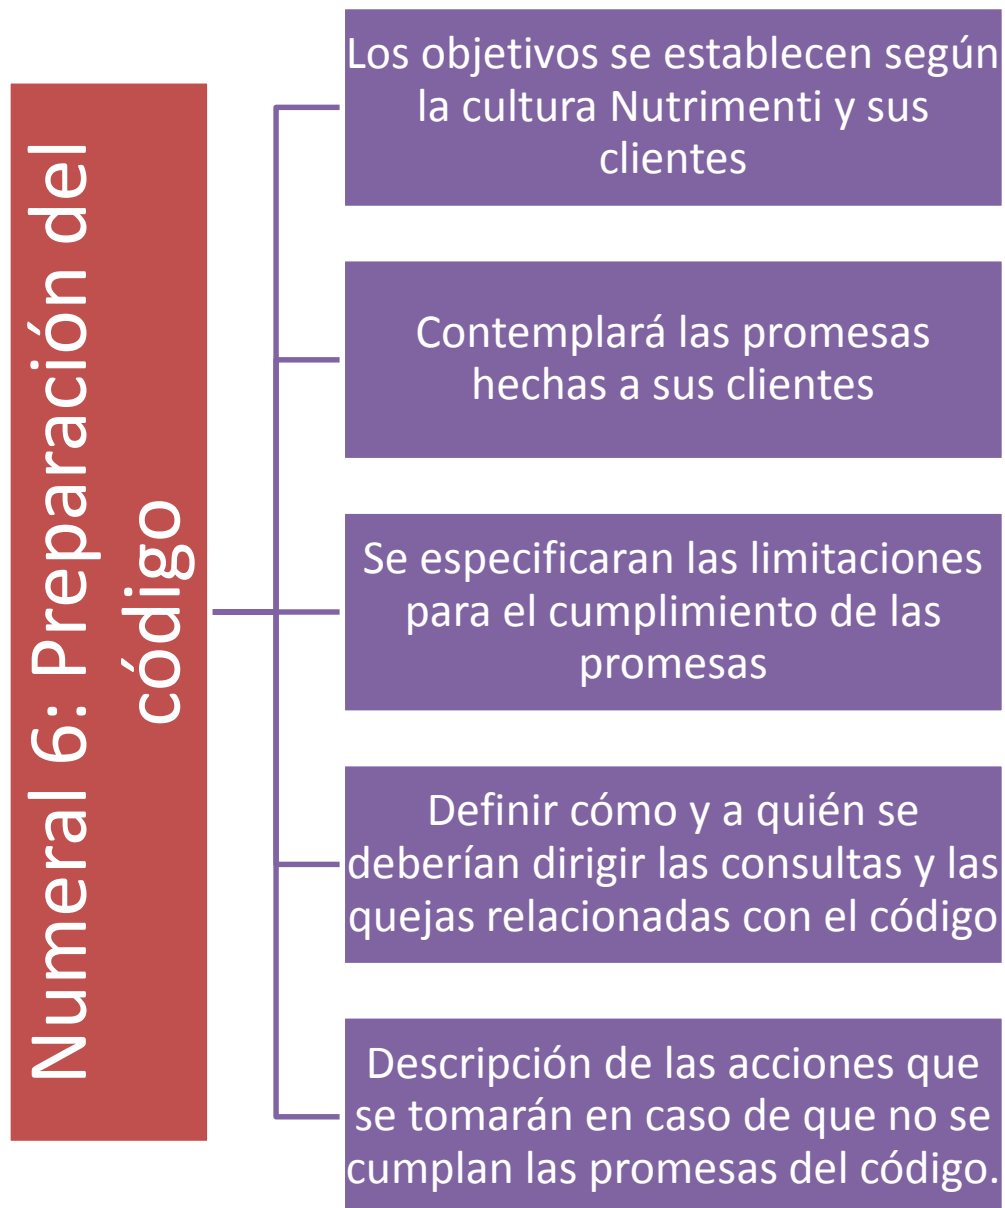 Numeral 6: Preparación del
código
Los objetivos se establecen según
la cultura Nutrimenti y sus
clientes
Contemplará las promesas
hechas a sus clientes
Se especificaran las limitaciones
para el cumplimiento de las
promesas
Definir cómo y a quién se
deberían dirigir las consultas y las
quejas relacionadas con el código
Descripción de las acciones que
se tomarán en caso de que no se
cumplan las promesas del código.